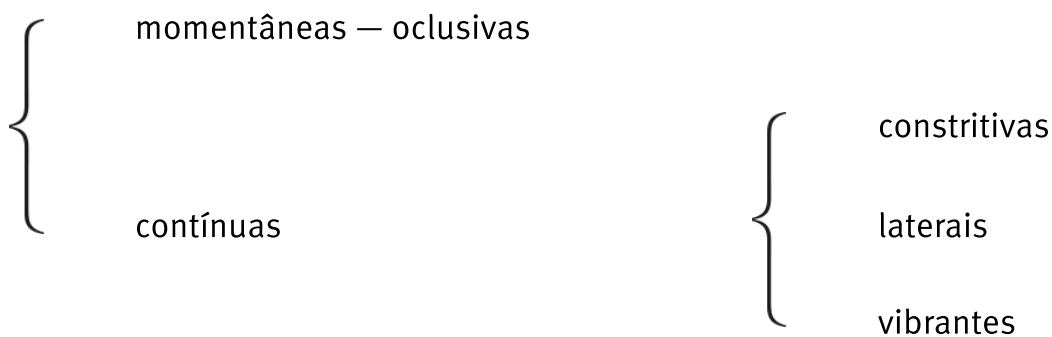 momentâneas — oclusivas
contínuas
constritivas
laterais
vibrantes